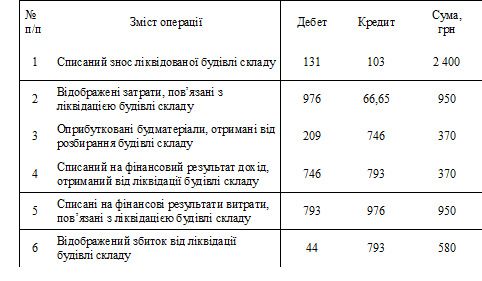 №
п/п
Зміст операції
Дебет
Кредит
Сума,
грн
1
Списаний знос ліквідованої будівлі складу
131
103
2 400
2
Відображені затрати, пов’язані з
ліквідацією будівлі складу
976
66,65
950
3
Оприбутковані будматеріали, отримані від
розбирання будівлі складу
209
746
370
4
Списаний на фінансовий результат дохід,
отриманий від ліквідації будівлі складу
746
793
370
5
Списані на фінансові результати витрати,
пов’язані з ліквідацією будівлі складу
793
976
950
6
Відображений збиток від ліквідації
будівлі складу
44
793
580